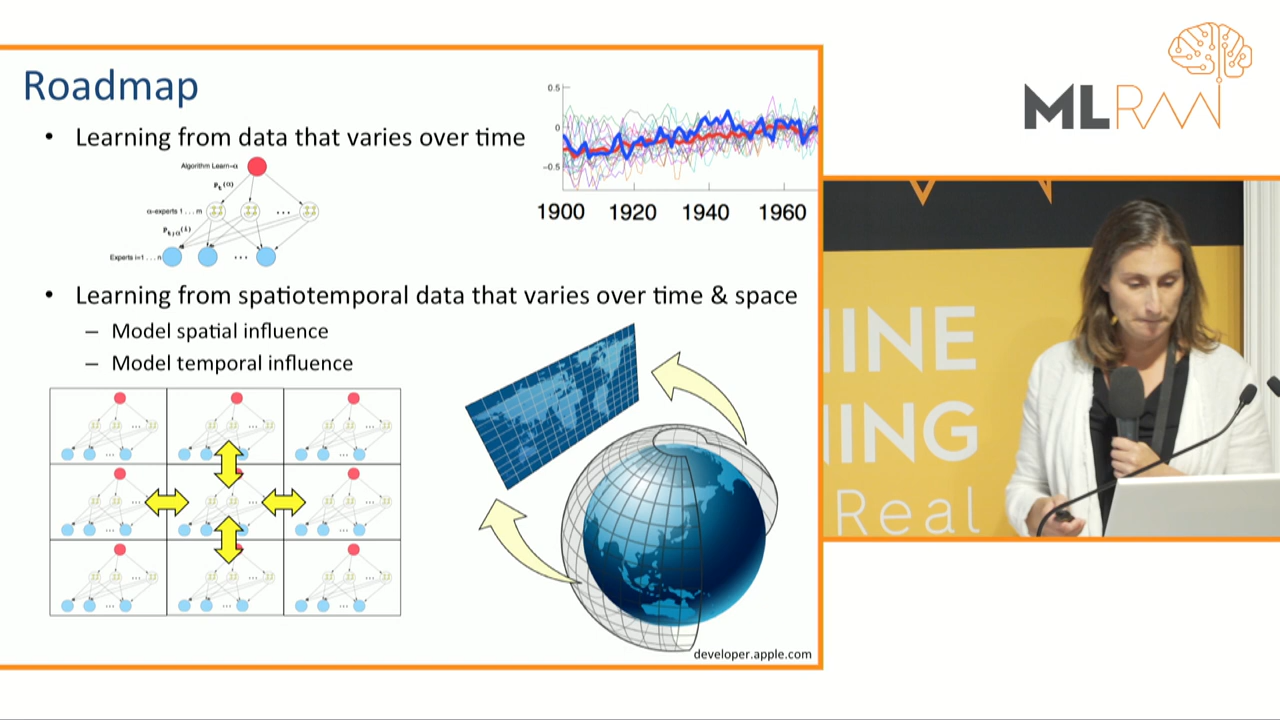 Roadmap
• Learning from data that varies over time
Algorithm Learn-α
α-experts 1 . . . m
Experts i=1 . . . n
0.5
0
−0.5
1900 1920 1940 1960
• Learning from spatiotemporal data that varies over time & space
– Model spatial influence
– Model temporal influence
developer.apple.com
MLRAW
INE
ING
Real